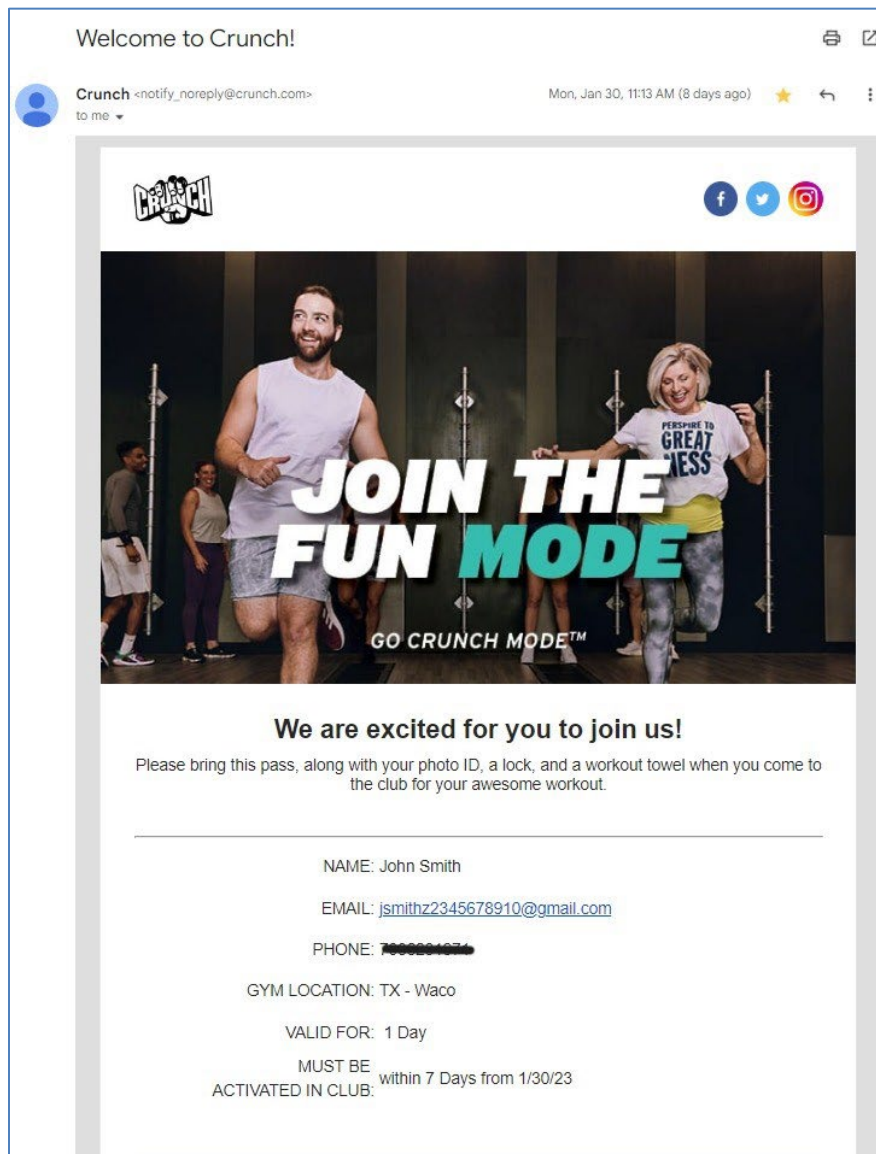 Welcome to Crunch!
Crunch <notify_noreply@crunch.com>
Mon, Jan 30, 11:13 AM (8 days ago)
to me
CRUNCH
PERSPIRE TO
GREAT
NESS
JOIN THE
FUN MODE
GO CRUNCH MODE™
We are excited for you to join us!
Please bring this pass, along with your photo ID, a lock, and a workout towel when you come to
the club for your awesome workout.
NAME: John Smith
EMAIL: jsmithz2345678910@gmail.com
PHONE:
GYM LOCATION: TX - Waco
VALID FOR: 1 Day
MUST BE
ACTIVATED IN CLUB: within 7 Days from 1/30/23